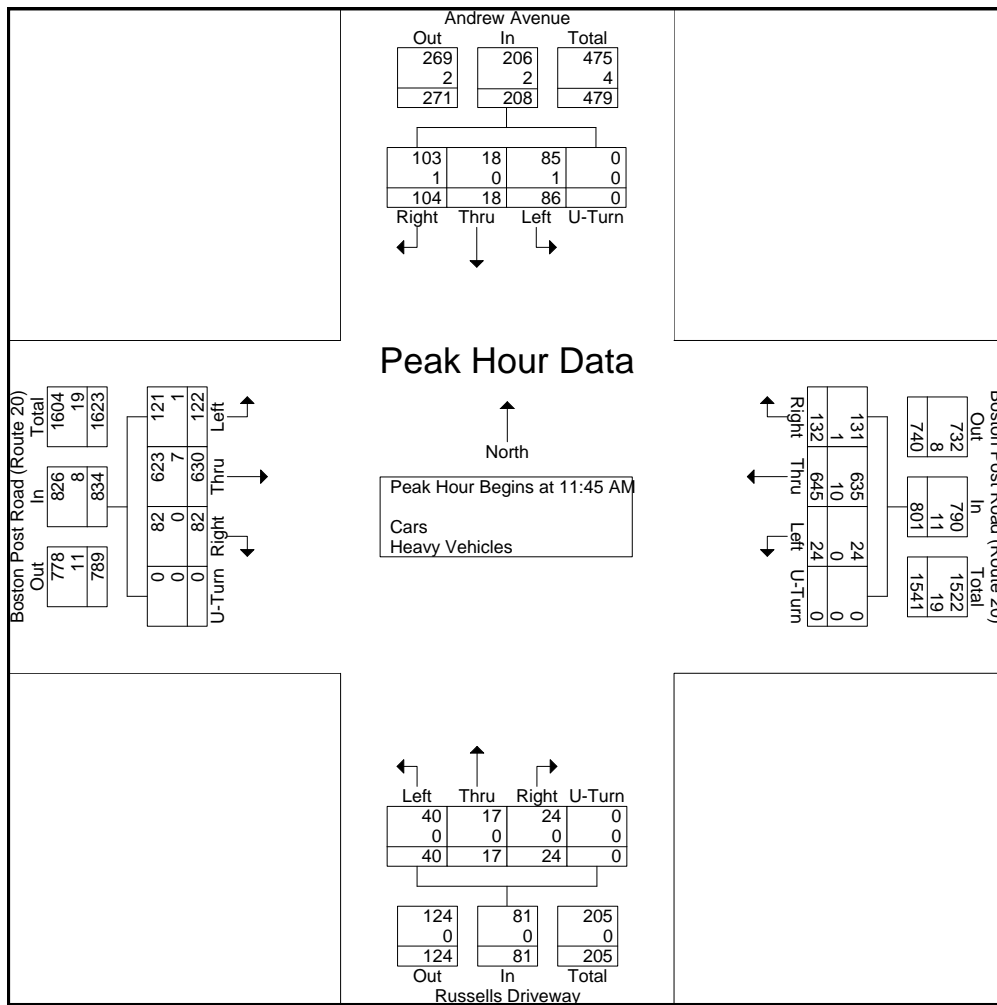 Andrew Avenue
Out In Total
269 206 475
2 2 4
271 208 479
103 18 85 0
1 0 1 0
104 18 86 0
Right Thru Left U-Turn
Peak Hour Data
North
Peak Hour Begins at 11:45 AM
Cars
Heavy Vehicles
Boston Post Road (Route 20)
Out In Total
778 826 1604
11 8 19
789 834 1623
U-Turn Right Thru Left
0 82 623 121
0 0 7 1
0 82 630 122
Boston Post Road (Route 20)
Out In Total
732 790 1522
8 11 19
740 801 1541
131 635 24 0
1 10 0 0
132 645 24 0
Right Thru Left U-Turn
Left Thru Right U-Turn
40 17 24 0
0 0 0 0
40 17 24 0
124 81 205
0 0 0
124 81 205
Out In Total
Russells Driveway